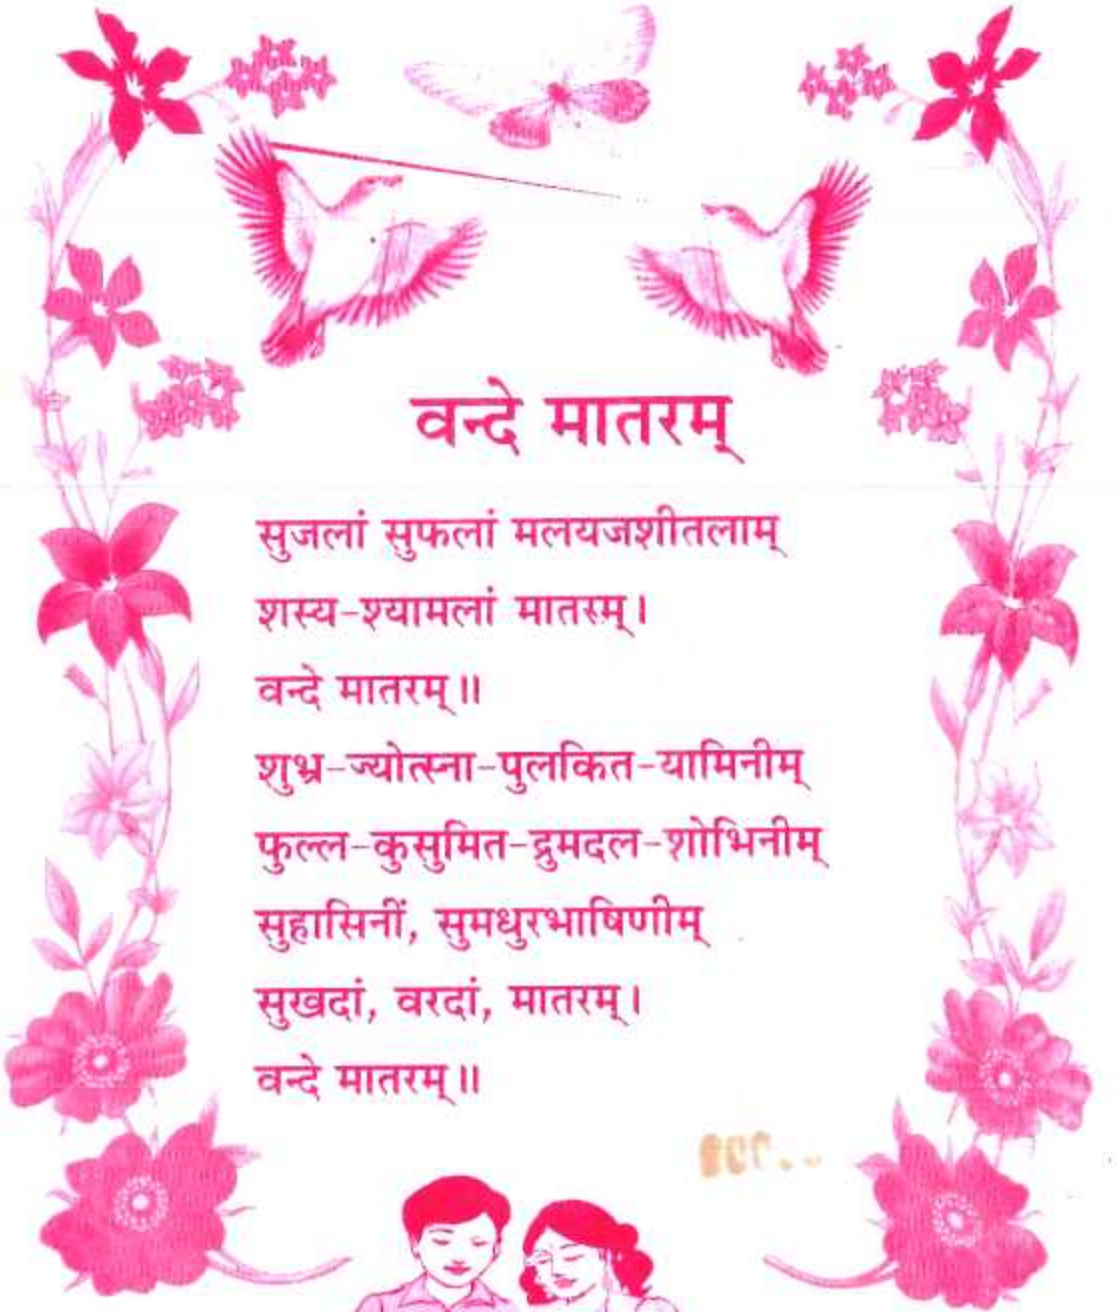 वन्दे मातरम्
सुजलां सुफलां मलयजशीतलाम्
शस्य-श्यामलां मातरम्।
वन्दे मातरम्॥
शुभ्र-ज्योत्स्ना-पुलकित-यामिनीम्
फुल्ल-कुसुमित-द्रुमदल-शोभिनीम्
सुहासिनीं, सुमधुरभाषिणीम्
सुखदां, वरदां, मातरम्।
वन्दे मातरम्॥